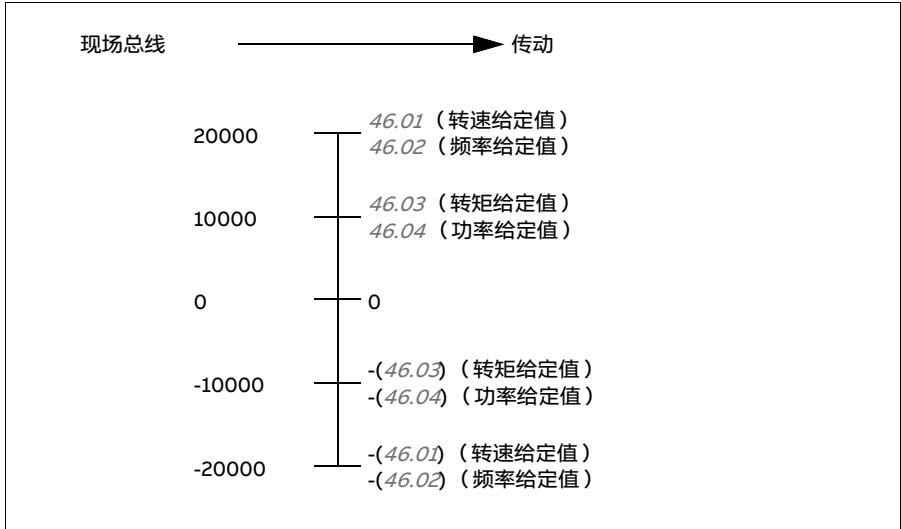 现场总线 传动
20000 46.01（转速给定值）
46.02（频率给定值）
10000 46.03（转矩给定值）
46.04（功率给定值）
0 0
-10000 -(46.03)（转矩给定值）
-(46.04)（功率给定值）
-20000 -(46.01)（转速给定值）
-(46.02)（频率给定值）